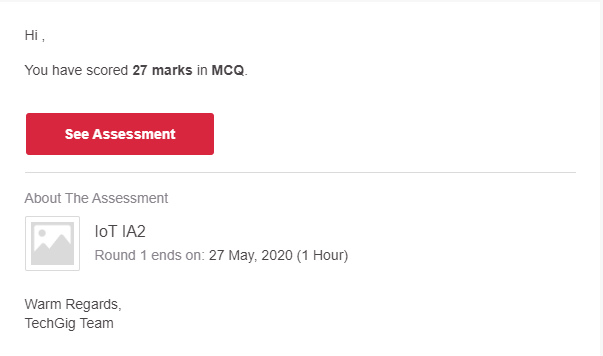 Hi ,
You have scored 27 marks in MCQ.
See Assessment
About The Assessment
IoT IA2
Round 1 ends on: 27 May, 2020 (1 Hour)
Warm Regards,
TechGig Team